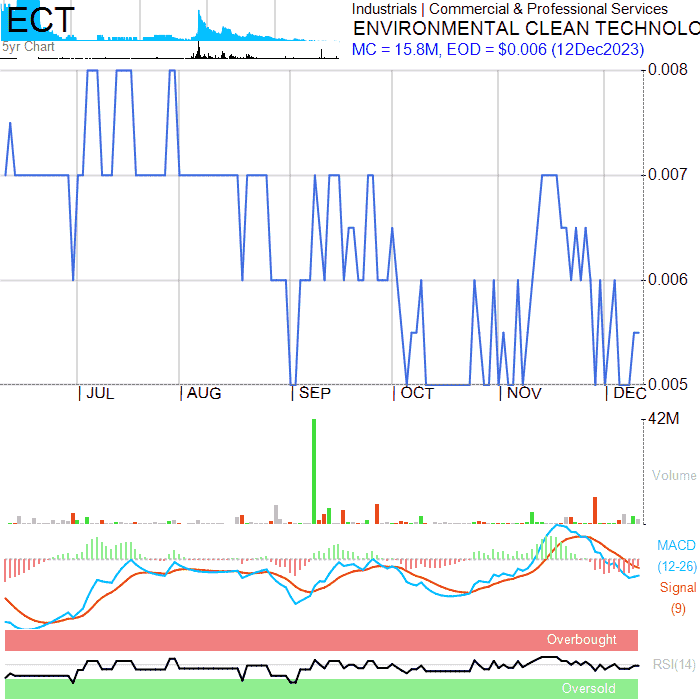 ECT
5yr Chart
Industrials | Commercial & Professional Services
ENVIRONMENTAL CLEAN TECHNOLO
MC = 15.8M, EOD = $0.006 (12Dec2023)
0.008
0.007
0.006
0.005
JUL
AUG
SEP
OCT
NOV
DEC
42M
Volume
MACD
(12-26)
Signal
(9)
Overbought
RSI(14)
Oversold